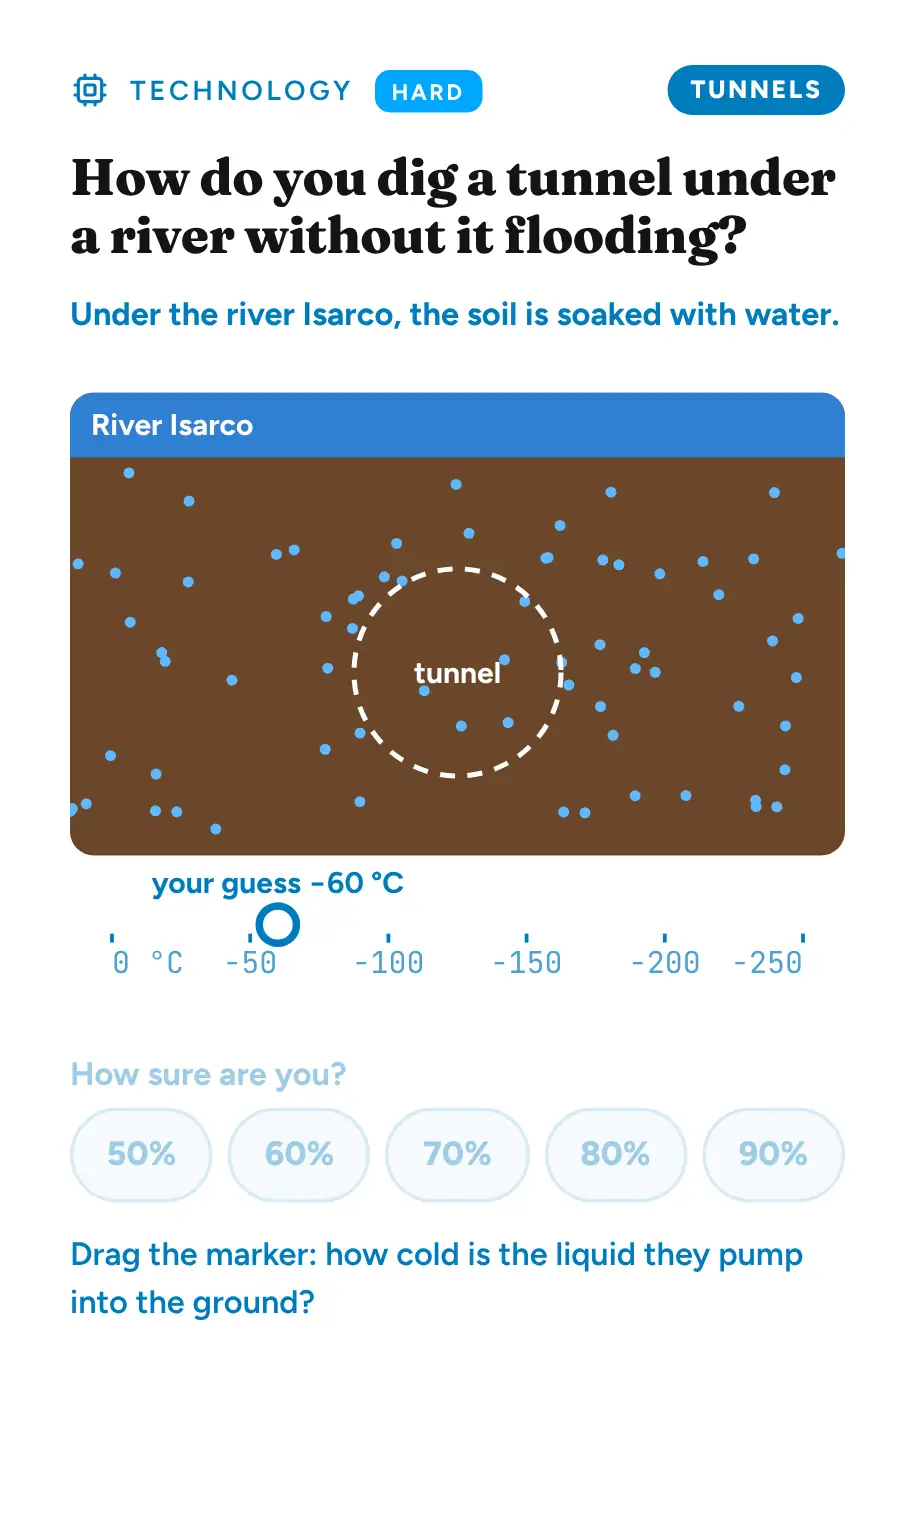 TECHNOLOGY HARD TUNNELS
How do you dig a tunnel under
a river without it flooding?
Under the river Isarco, the soil is soaked with water.
River Isarco
tunnel
your guess −60 °C
0 °C -50 -100 -150 -200 -250
How sure are you?
50% 60% 70% 80% 90%
Drag the marker: how cold is the liquid they pump
into the ground?